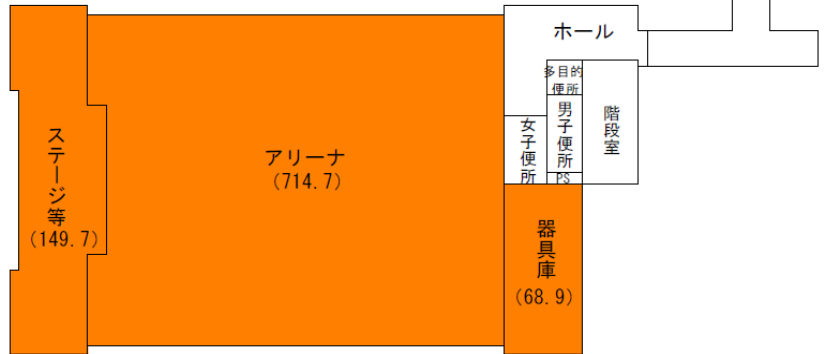 ホール
多目的
便所
男子便所
階段室
女子便所
PS
ステージ等
(149.7)
アリーナ
(714.7)
器具庫
(68.9)